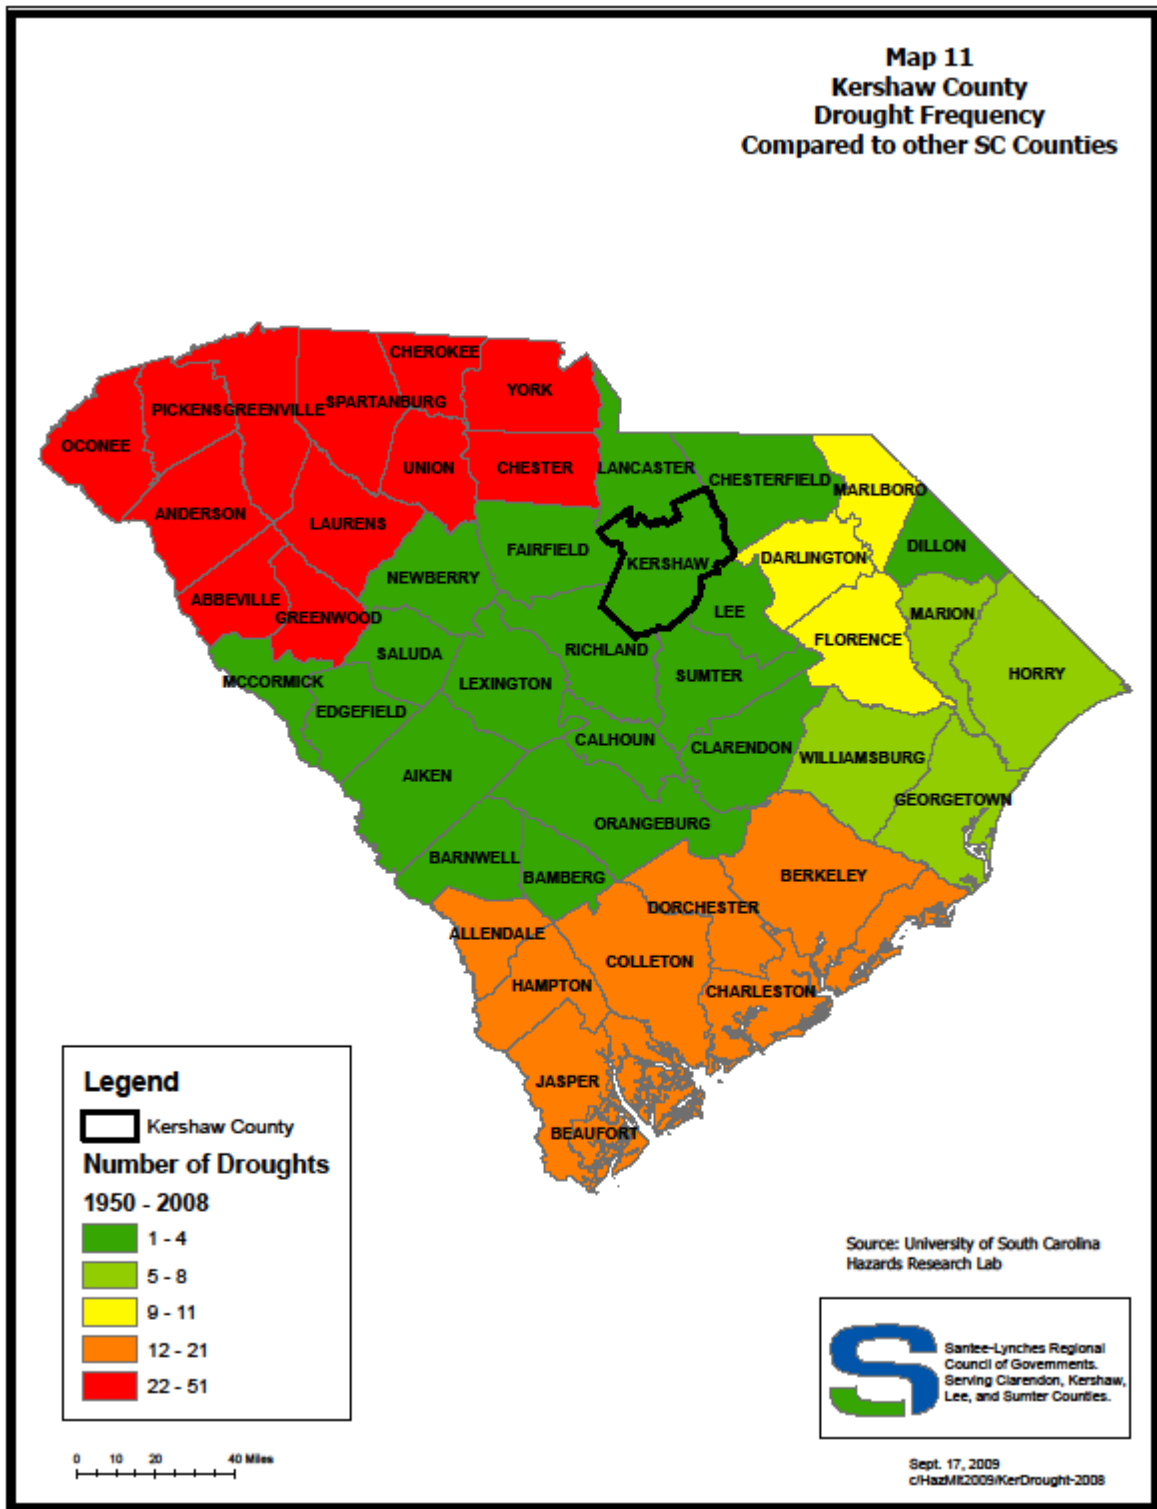 Map 11
Kershaw County
Drought Frequency
Compared to other SC Counties
CHEROKEE
YORK
PICKENS
GREENVILLE
SPARTANBURG
OCONEE
UNION
CHESTER
LANCASTER
CHESTERFIELD
MARLBORO
ANDERSON
LAURENS
FAIRFIELD
KERSHAW
DARLINGTON
DILLON
NEWBERRY
ABBEVILLE
GREENWOOD
LEE
MARION
SALUDA
RICHLAND
FLORENCE
MCCORMICK
LEXINGTON
SUMTER
HORRY
EDGEFIELD
CALHOUN
CLARENDON
WILLIAMSBURG
AIKEN
GEORGETOWN
ORANGEBURG
BARNWELL
BAMBERG
BERKELEY
DORCHESTER
ALLENDALE
COLLETON
HAMPTON
CHARLESTON
JASPER
BEAUFORT
Legend
Kershaw County
Number of Droughts
1950 - 2008
1 - 4
5 - 8
9 - 11
12 - 21
22 - 51
0 10 20 40 Miles
Source: University of South Carolina
Hazards Research Lab
Santee-Lynches Regional
Council of Governments.
Serving Clarendon, Kershaw,
Lee, and Sumter Counties.
Sept. 17, 2009
c/HazMit2009/KerDrought-2008